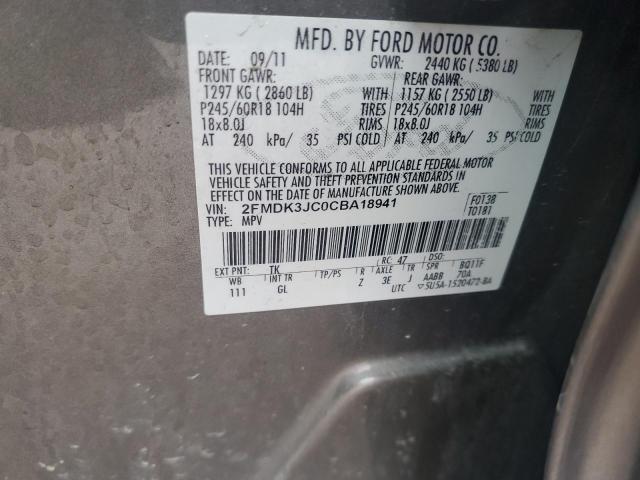 MFD. BY FORD MOTOR CO.
DATE: 09/11 GVWR: 2440 KG ( 5380 LB)
FRONT GAWR: REAR GAWR:
1297 KG ( 2860 LB) WITH 1157 KG ( 2550 LB) WITH
P245/60R18 104H TIRES P245/60R18 104H TIRES
18x8.0J RIMS 18x8.0J RIMS
AT 240 kPa/ 35 PSI COLD AT 240 kPa/ 35 PSI COLD
THIS VEHICLE CONFORMS TO ALL APPLICABLE FEDERAL MOTOR
VEHICLE SAFETY AND THEFT PREVENTION STANDARDS IN EFFECT
ON THE DATE OF MANUFACTURE SHOWN ABOVE.
VIN: 2FMDK3JC0CBA18941 F0130
TYPE: MPV T0101
EXT PNT: TK RC: 47 DSO:
WB INT TR TP/PS R AXLE TR SPR BQ11F
111 GL Z 3E J AABB 70A
UTC ▽5U5A-1520472-BA